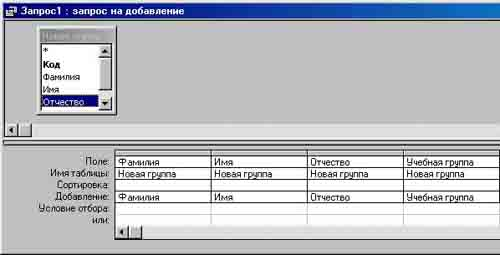 Запрос1 : запрос на добавление
Новая группа
*
Код
Фамилия
Имя
Отчество
Поле: Фамилия Имя Отчество Учебная группа
Имя таблицы: Новая группа Новая группа Новая группа Новая группа
Сортировка:
Добавление: Фамилия Имя Отчество Учебная группа
Условие отбора:
или: